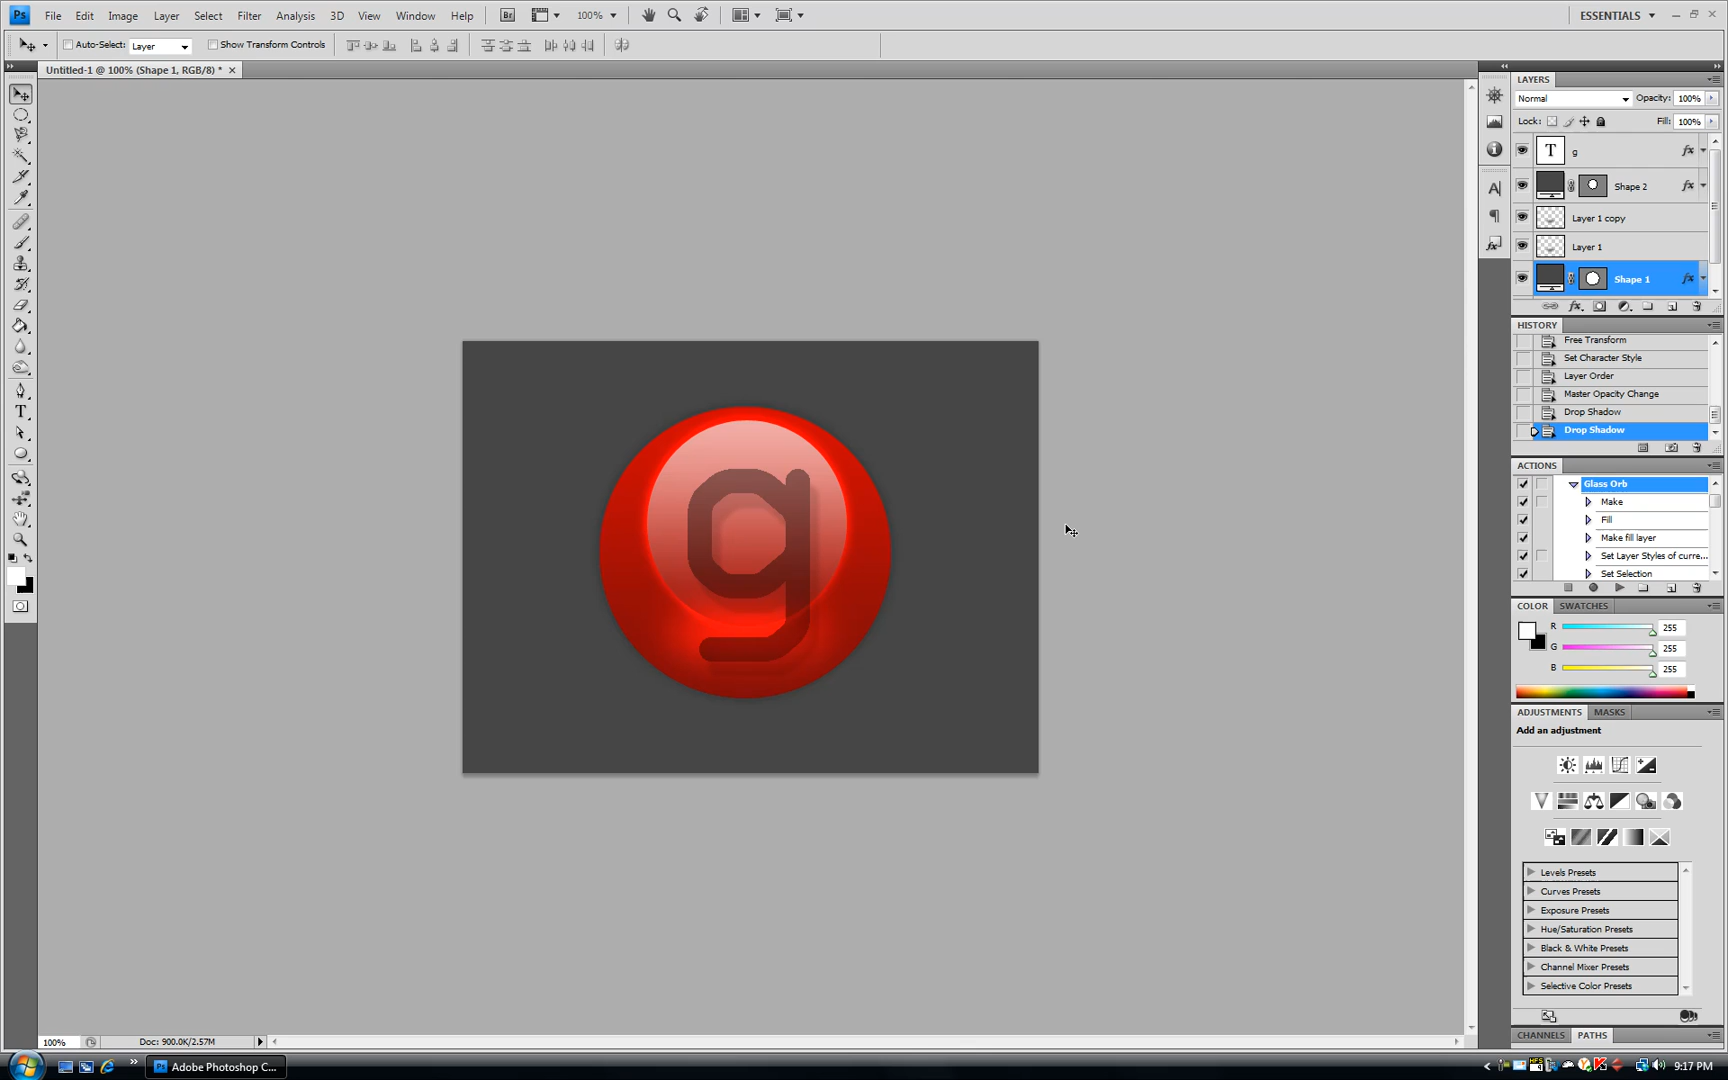 Ps File Edit Image Layer Select Filter Analysis 3D View Window Help Br 100% ESSENTIALS
Auto-Select: Layer Show Transform Controls
Untitled-1 @ 100% (Shape 1, RGB/8) *
LAYERS
Normal Opacity: 100%
Lock: Fill: 100%
T g fx
Shape 2 fx
Layer 1 copy
Layer 1
Shape 1 fx
HISTORY
Free Transform
Set Character Style
Layer Order
Master Opacity Change
Drop Shadow
Drop Shadow
ACTIONS
Glass Orb
Make
Fill
Make fill layer
Set Layer Styles of curre...
Set Selection
COLOR SWATCHES
R 255
G 255
B 255
ADJUSTMENTS MASKS
Add an adjustment
Levels Presets
Curves Presets
Exposure Presets
Hue/Saturation Presets
Black & White Presets
Channel Mixer Presets
Selective Color Presets
CHANNELS PATHS
g
100% Doc: 900.0K/2.57M
Ps Adobe Photoshop C... 9:17 PM